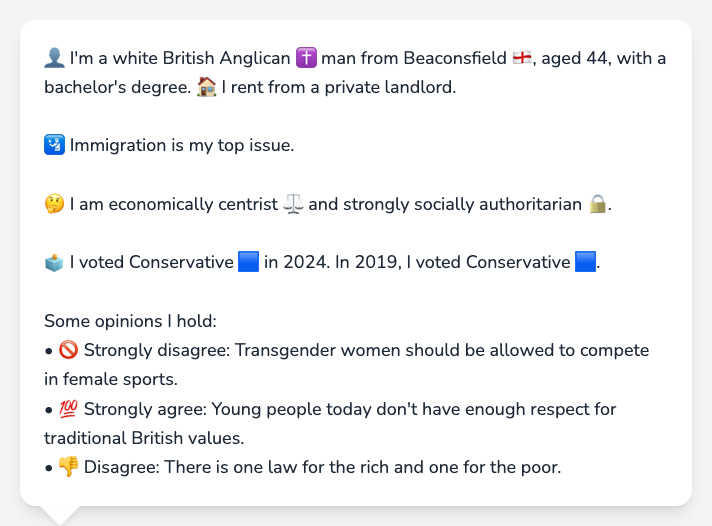 👤 I'm a white British Anglican ✝️ man from Beaconsfield 🏴󠁧󠁢󠁥󠁮󠁧󠁿, aged 44, with a
bachelor's degree. 🏠 I rent from a private landlord.
🛂 Immigration is my top issue.
🤔 I am economically centrist ⚖️ and strongly socially authoritarian 🔒.
🗳️ I voted Conservative 🟦 in 2024. In 2019, I voted Conservative 🟦.
Some opinions I hold:
• 🚫 Strongly disagree: Transgender women should be allowed to compete
in female sports.
• 💯 Strongly agree: Young people today don't have enough respect for
traditional British values.
• 👎 Disagree: There is one law for the rich and one for the poor.